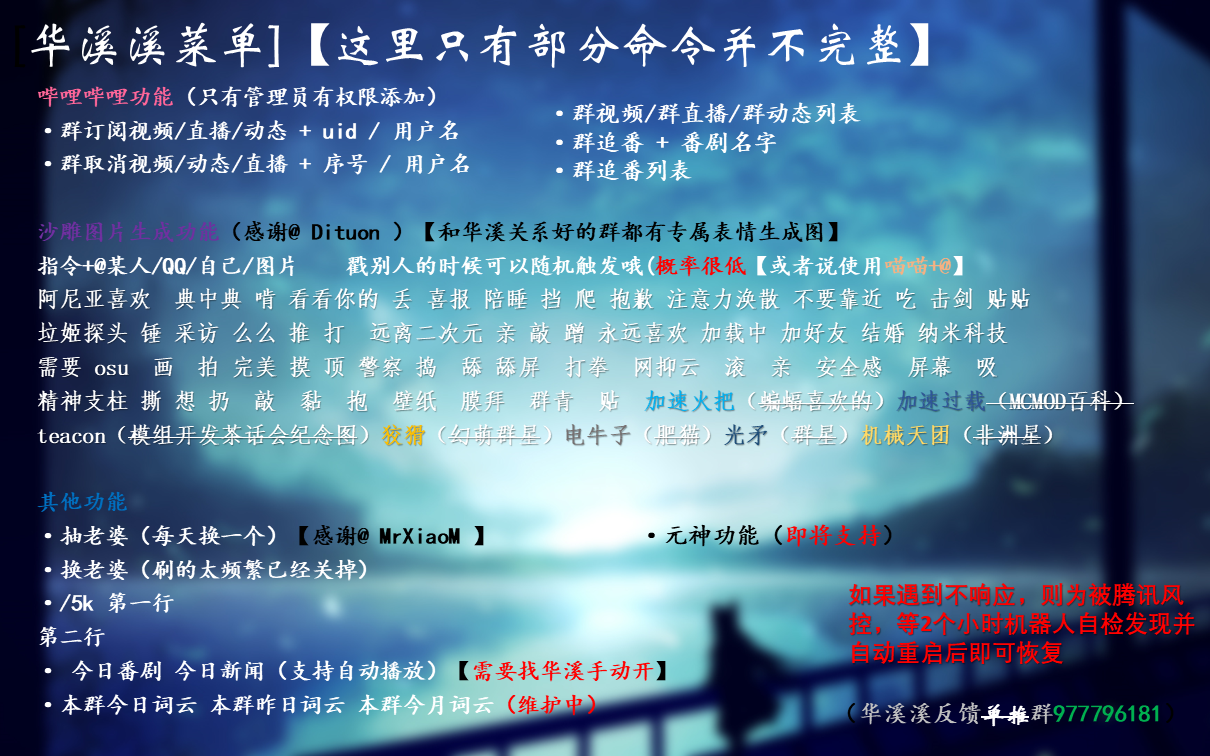 [华溪溪菜单]【这里只有部分命令并不完整】
哔哩哔哩功能（只有管理员有权限添加）
·群订阅视频/直播/动态 + uid / 用户名
·群取消视频/动态/直播 + 序号 / 用户名
·群视频/群直播/群动态列表
·群追番 + 番剧名字
·群追番列表
沙雕图片生成功能（感谢@ Dituon ）【和华溪关系好的群都有专属表情生成图】
指令+@某人/QQ/自己/图片 戳别人的时候可以随机触发哦(概率很低【或者说使用喵喵+@】
阿尼亚喜欢 典中典 啃 看看你的 丢 喜报 陪睡 挡 爬 抱歉 注意力涣散 不要靠近 吃 击剑 贴贴
垃姬探头 锤 采访 么么 推 打 远离二次元 亲 敲 蹭 永远喜欢 加载中 加好友 结婚 纳米科技
需要 osu 画 拍 完美 摸 顶 警察 捣 舔 舔屏 打拳 网抑云 滚 亲 安全感 屏幕 吸
精神支柱 撕 想 扔 敲 黏 抱 壁纸 膜拜 群青 贴 加速火把（蝙蝠喜欢的）加速过载（MCMOD百科）
teacon（模组开发茶话会纪念图）狡猾（幻萌群星）电牛子（肥猫）光矛（群星）机械天团（非洲星）
其他功能
·抽老婆（每天换一个）【感谢@ MrXiaoM 】
·换老婆（刷的太频繁已经关掉）
·/5k 第一行
第二行
· 今日番剧 今日新闻（支持自动播放）【需要找华溪手动开】
·本群今日词云 本群昨日词云 本群今月词云（维护中）
·元神功能（即将支持）
如果遇到不响应，则为被腾讯风
控，等2个小时机器人自检发现并
自动重启后即可恢复
（华溪溪反馈单推群977796181）